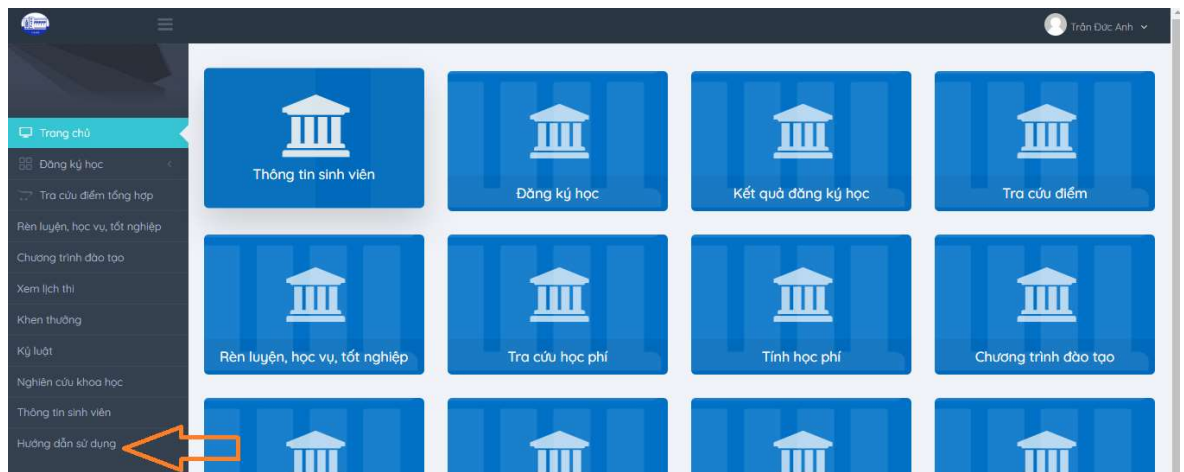 Trần Đức Anh
Trang chủ
Đăng ký học
Tra cứu điểm tổng hợp
Rèn luyện, học vụ, tốt nghiệp
Chương trình đào tạo
Xem lịch thi
Khen thưởng
Kỷ luật
Nghiên cứu khoa học
Thông tin sinh viên
Hướng dẫn sử dụng
Thông tin sinh viên
Đăng ký học
Kết quả đăng ký học
Tra cứu điểm
Rèn luyện, học vụ, tốt nghiệp
Tra cứu học phí
Tính học phí
Chương trình đào tạo